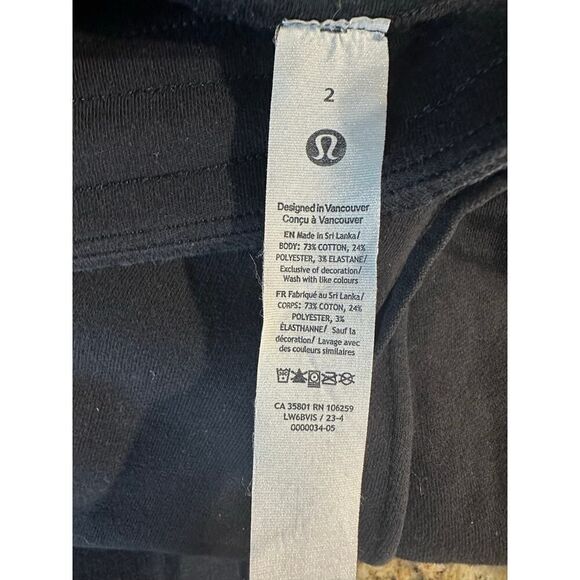 2
Designed in Vancouver
Conçu à Vancouver
EN Made in Sri Lanka/
BODY: 73% COTTON, 24%
POLYESTER, 3% ELASTANE/
Exclusive of decoration/
Wash with like colours
FR Fabriqué au Sri Lanka/
CORPS: 73% COTON, 24%
POLYESTER, 3%
ÉLASTHANNE/ Sauf la
décoration/ Lavage avec
des couleurs similaires
CA 35801 RN 106259
LW6BVIS / 23-4
0000034-05